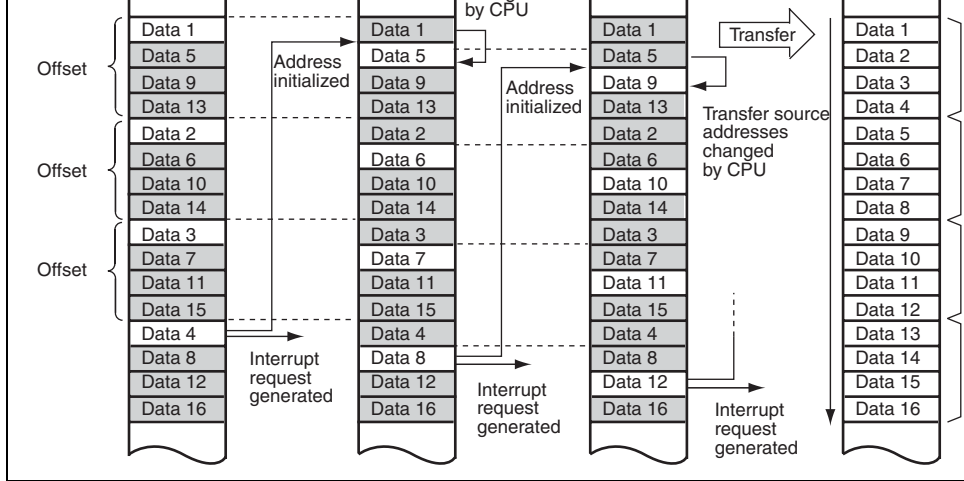 by CPU
Data 1
Data 5
Data 9
Data 13
Data 2
Data 6
Data 10
Data 14
Data 3
Data 7
Data 11
Data 15
Data 4
Data 8
Data 12
Data 16
Offset
Offset
Offset
Address
initialized
Interrupt
request
generated
Data 1
Data 5
Data 9
Data 13
Data 2
Data 6
Data 10
Data 14
Data 3
Data 7
Data 11
Data 15
Data 4
Data 8
Data 12
Data 16
Address
initialized
Interrupt
request
generated
Data 1
Data 5
Data 9
Data 13
Data 2
Data 6
Data 10
Data 14
Data 3
Data 7
Data 11
Data 15
Data 4
Data 8
Data 12
Data 16
Transfer
Transfer source
addresses
changed
by CPU
Interrupt
request
generated
Data 1
Data 2
Data 3
Data 4
Data 5
Data 6
Data 7
Data 8
Data 9
Data 10
Data 11
Data 12
Data 13
Data 14
Data 15
Data 16